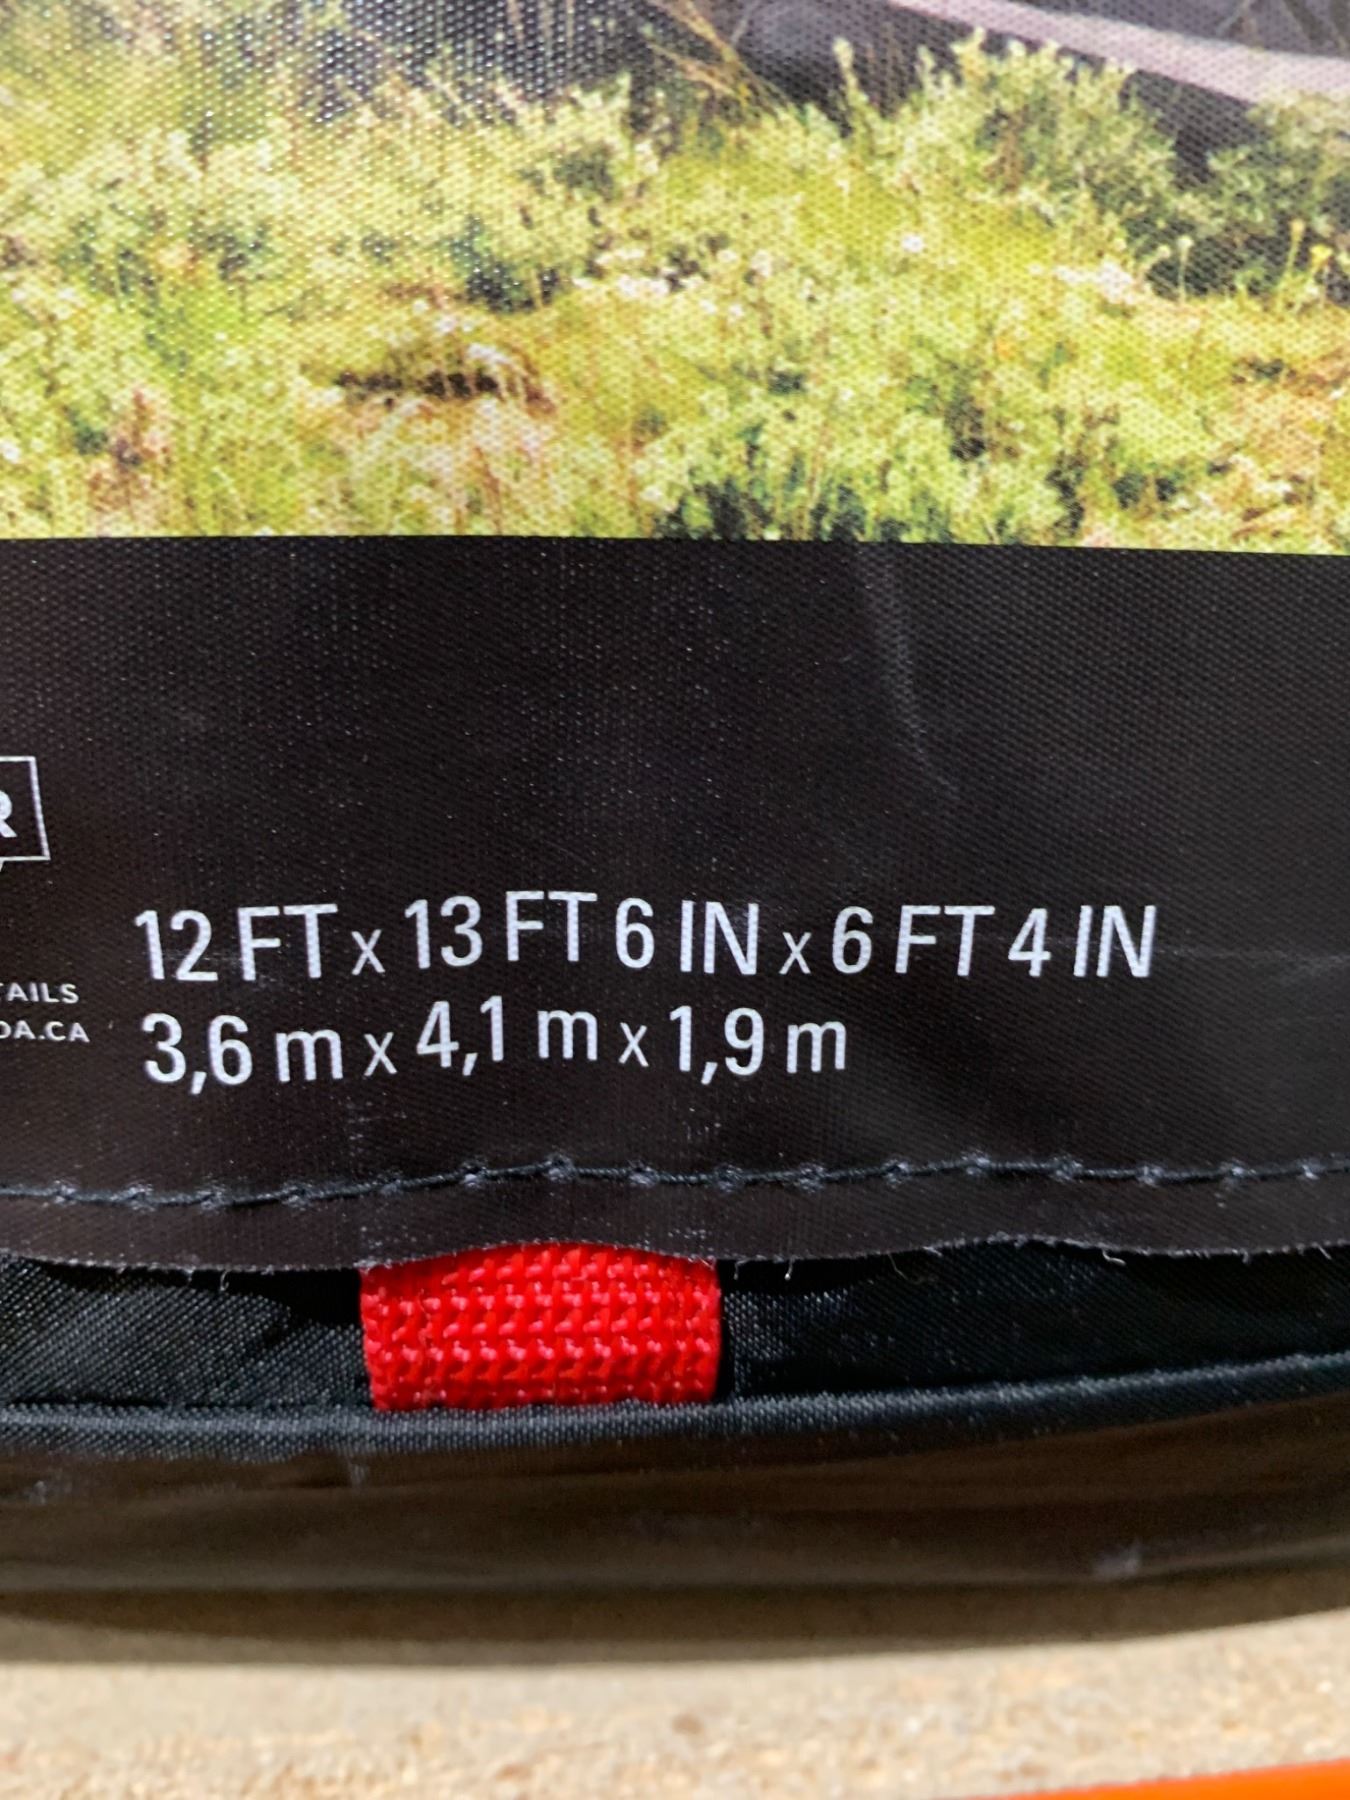 12 FT x 13 FT 6 IN x 6 FT 4 IN
3,6 m x 4,1 m x 1,9 m